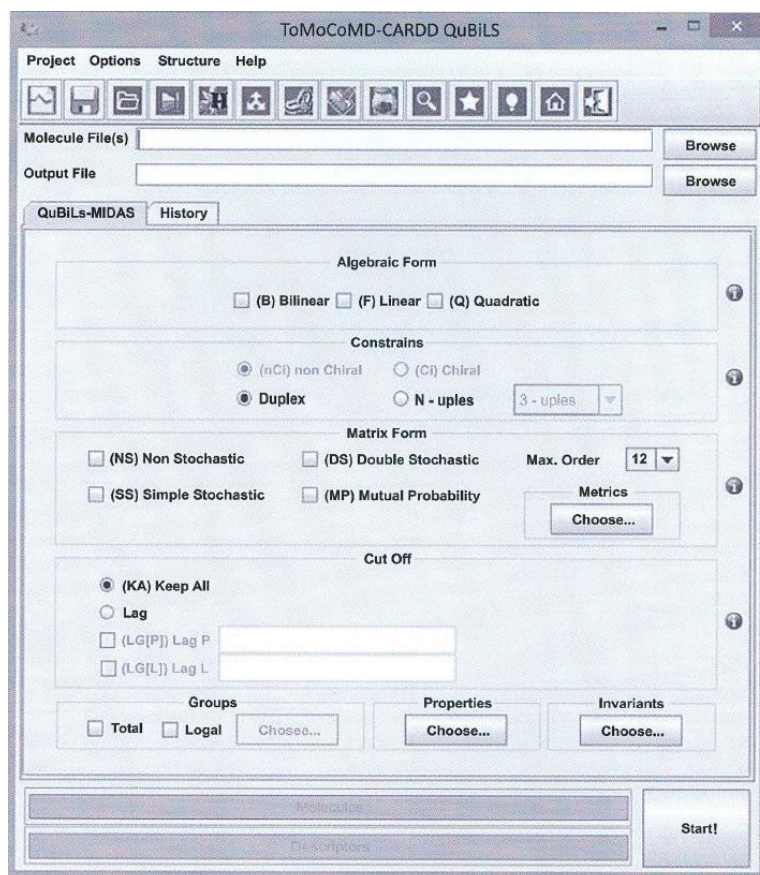 ToMoCoMD-CARDD QuBiLS
Project Options Structure Help
Molecule File(s) Browse
Output File Browse
QuBiLs-MIDAS History
Algebraic Form
(B) Bilinear (F) Linear (Q) Quadratic
Constrains
(nCi) non Chiral (Ci) Chiral
Duplex N - uples 3 - uples
Matrix Form
(NS) Non Stochastic (DS) Double Stochastic Max. Order 12
(SS) Simple Stochastic (MP) Mutual Probability Metrics
Choose...
Cut Off
(KA) Keep All
Lag
(LG[P]) Lag P
(LG[L]) Lag L
Groups Properties Invariants
Total Logal Chosee... Choose... Choose...
Molecules
Descriptors
Start!